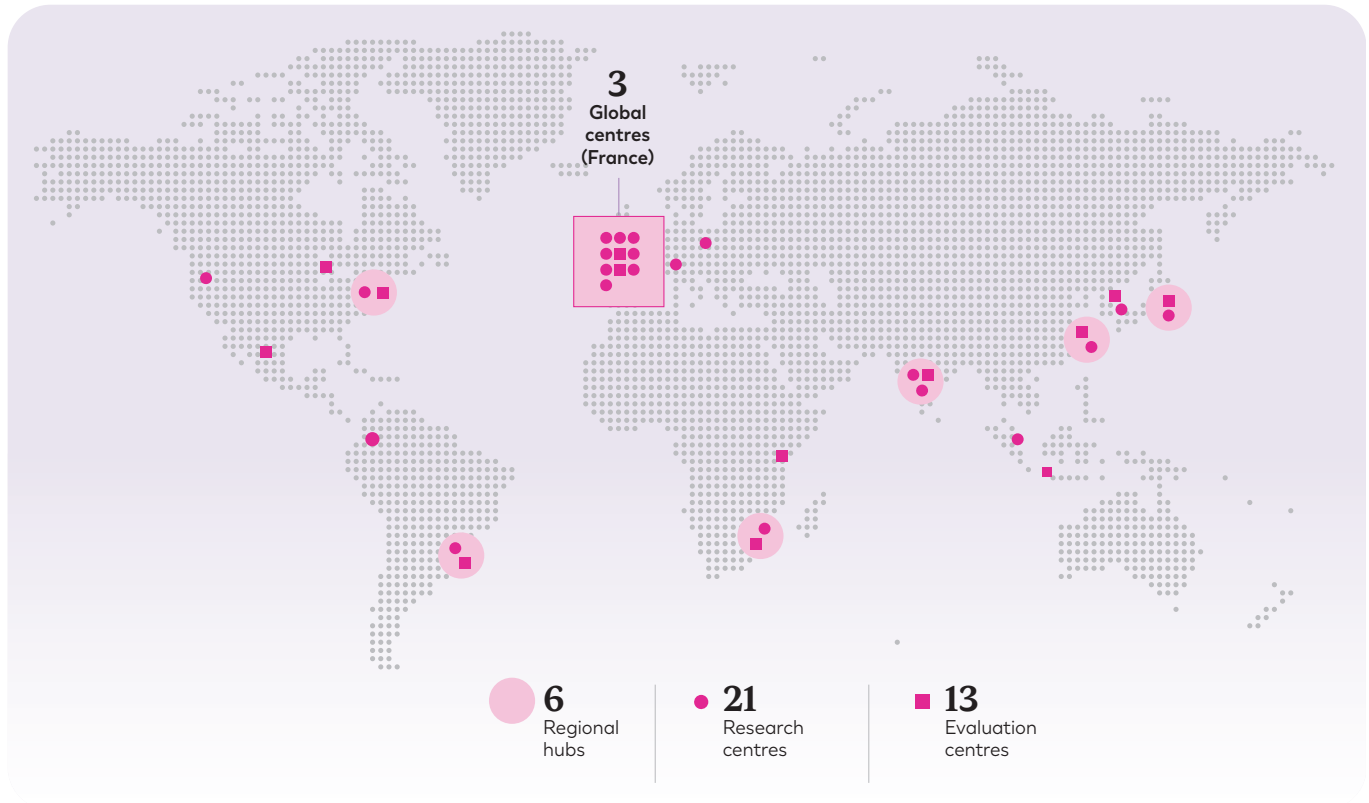 3
Global
centres
(France)
6
Regional
hubs
21
Research
centres
13
Evaluation
centres